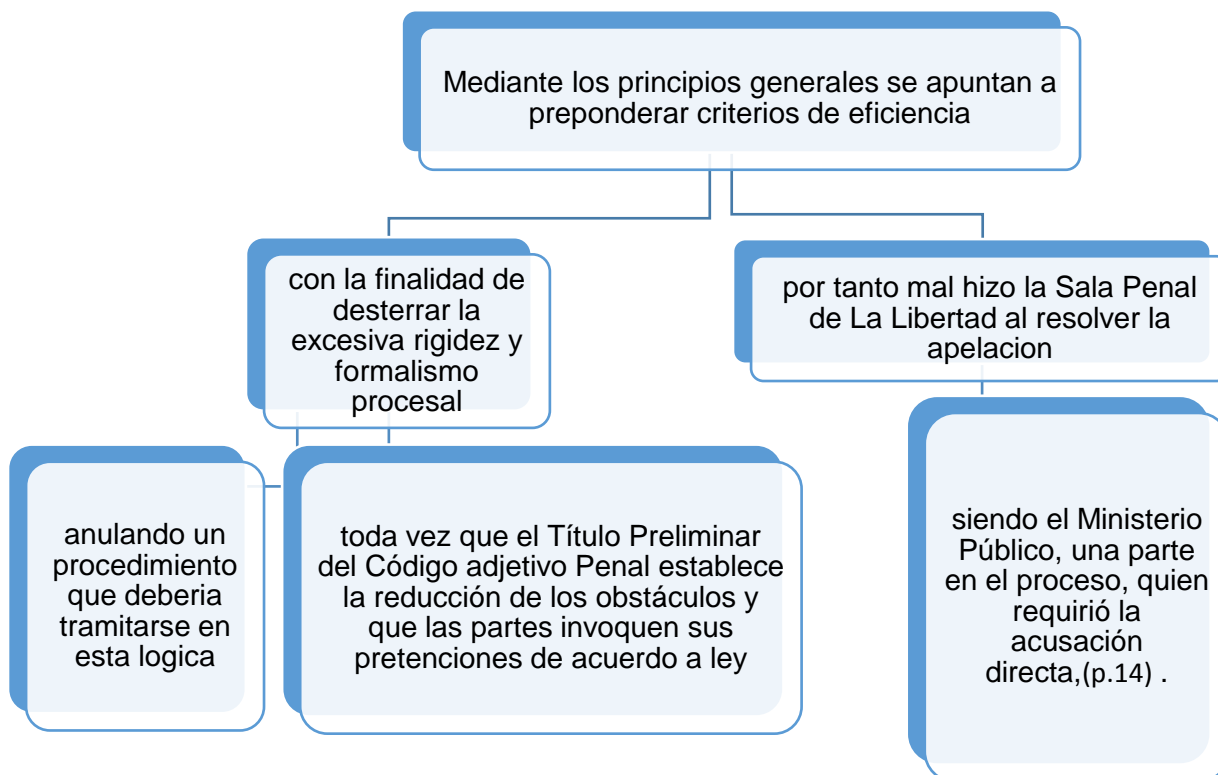 Mediante los principios generales se apuntan a
preponderar criterios de eficiencia
con la finalidad de
desterrar la
excesiva rigidez y
formalismo
procesal
por tanto mal hizo la Sala Penal
de La Libertad al resolver la
apelacion
anulando un
procedimiento
que deberia
tramitarse en
esta logica
toda vez que el Título Preliminar
del Código adjetivo Penal establece
la reducción de los obstáculos y
que las partes invoquen sus
pretenciones de acuerdo a ley
siendo el Ministerio
Público, una parte
en el proceso, quien
requirió la
acusación
directa,(p.14) .